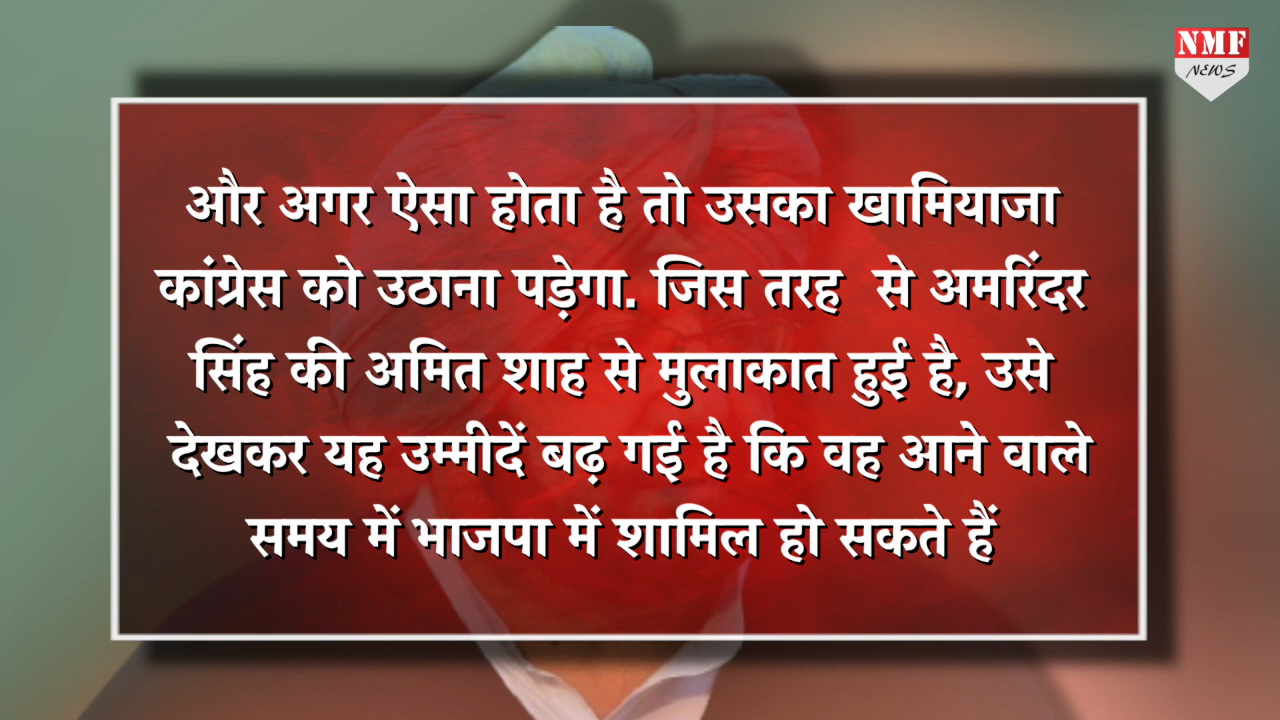 NMF
NEWS
और अगर ऐसा होता है तो उसका खामियाजा
कांग्रेस को उठाना पड़ेगा. जिस तरह से अमरिंदर
सिंह की अमित शाह से मुलाकात हुई है, उसे
देखकर यह उम्मीदें बढ़ गई है कि वह आने वाले
समय में भाजपा में शामिल हो सकते हैं